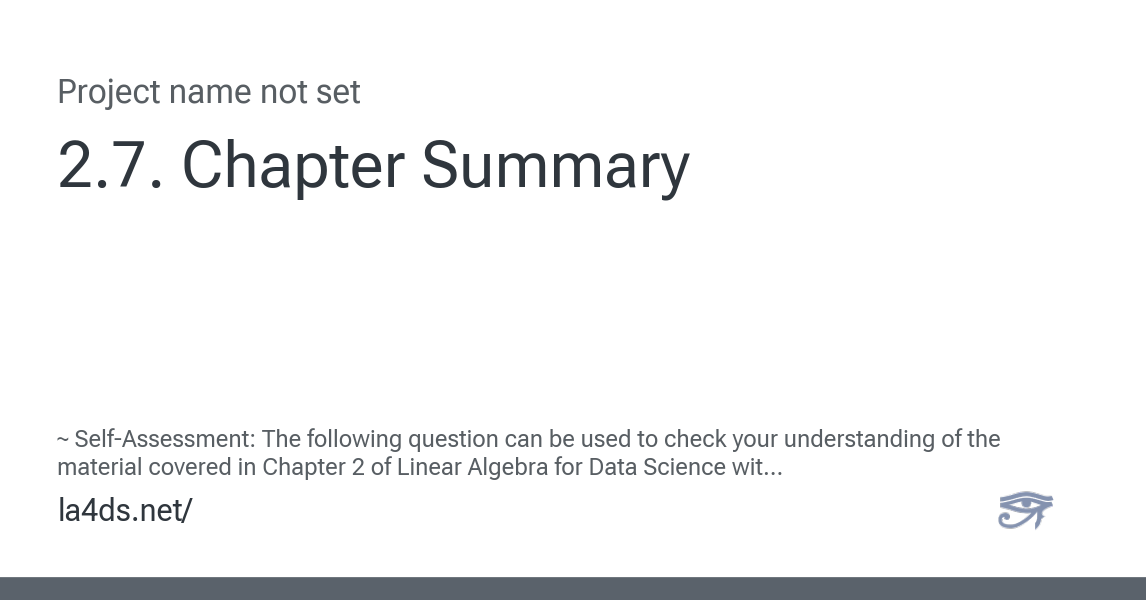 Project name not set
2.7. Chapter Summary
~ Self-Assessment: The following question can be used to check your understanding of the
material covered in Chapter 2 of Linear Algebra for Data Science wit...
la4ds.net/